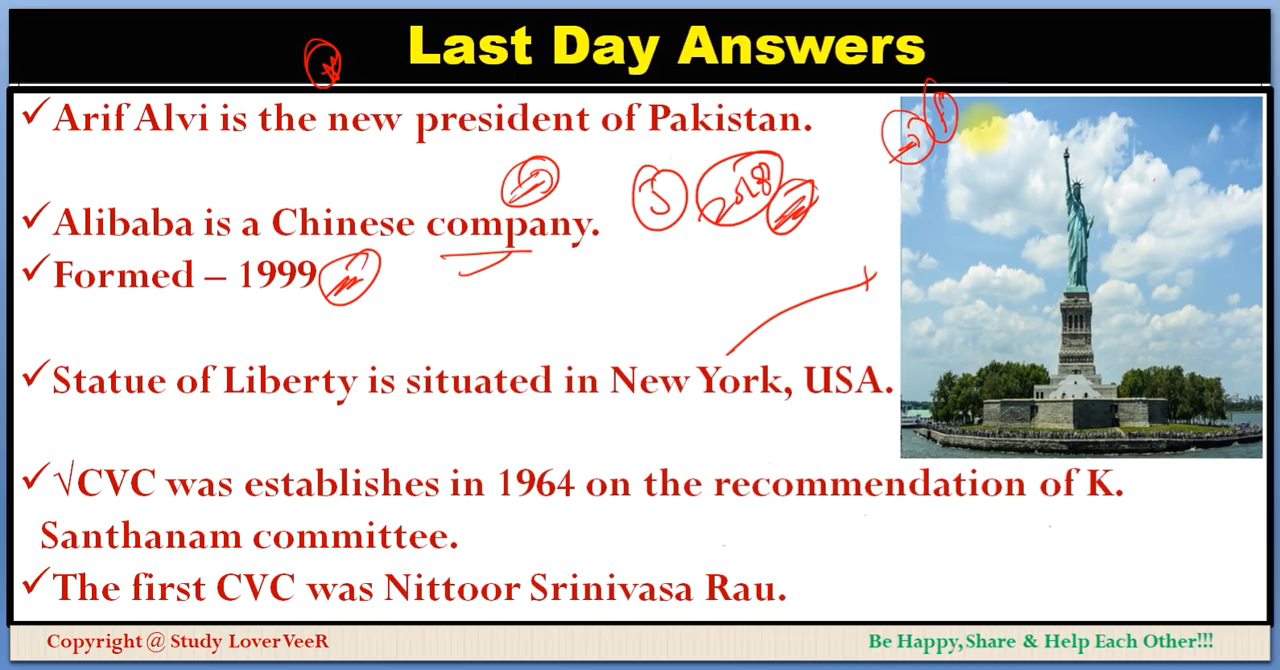 Last Day Answers
✓Arif Alvi is the new president of Pakistan.
✓Alibaba is a Chinese company.
2018
✓Formed – 1999
✓Statue of Liberty is situated in New York, USA.
✓√CVC was establishes in 1964 on the recommendation of K.
Santhanam committee.
✓The first CVC was Nittoor Srinivasa Rau.
Copyright @ Study LoverVeeR
Be Happy,Share & Help Each Other!!!